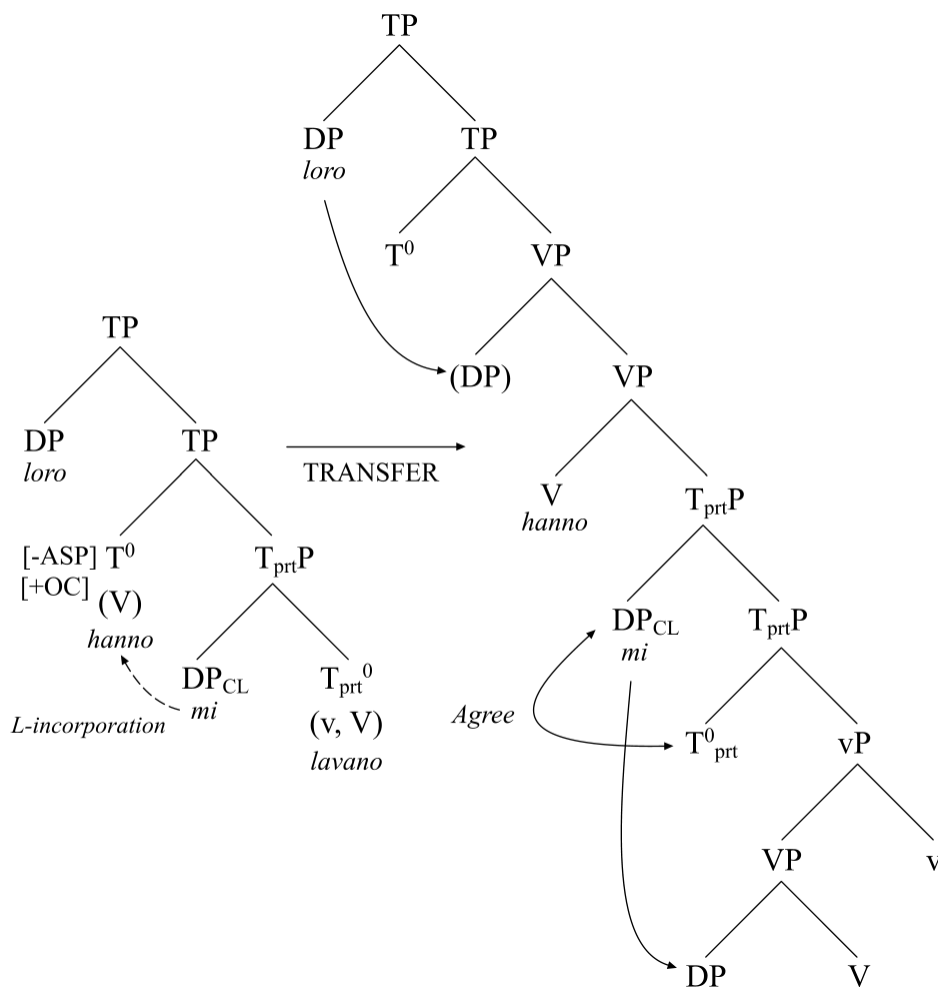 TP
DP TP
loro
T⁰ VP
(DP) VP
V TprtP
hanno
DPCL TprtP
mi
Agree
T⁰prt vP
VP v
DP V
TP
DP TP
loro
TRANSFER
[-ASP] T⁰ TprtP
[+OC] (V)
hanno
DPCL Tprt⁰
mi
L-incorporation
(v, V)
lavano